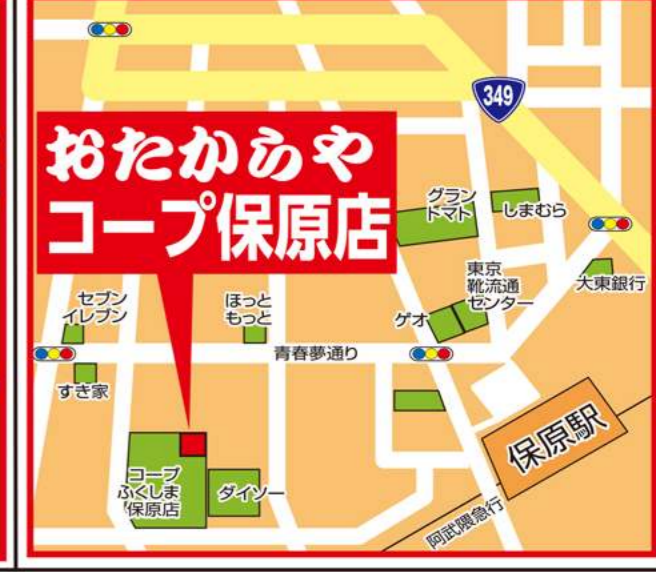 349
おたからや
コープ保原店
グラン
トマト
しまむら
東京
靴流通
センター
大東銀行
セブン
イレブン
ほっと
もっと
ゲオ
青春夢通り
すき家
コープ
ふくしま
保原店
ダイソー
保原駅
阿武隈急行